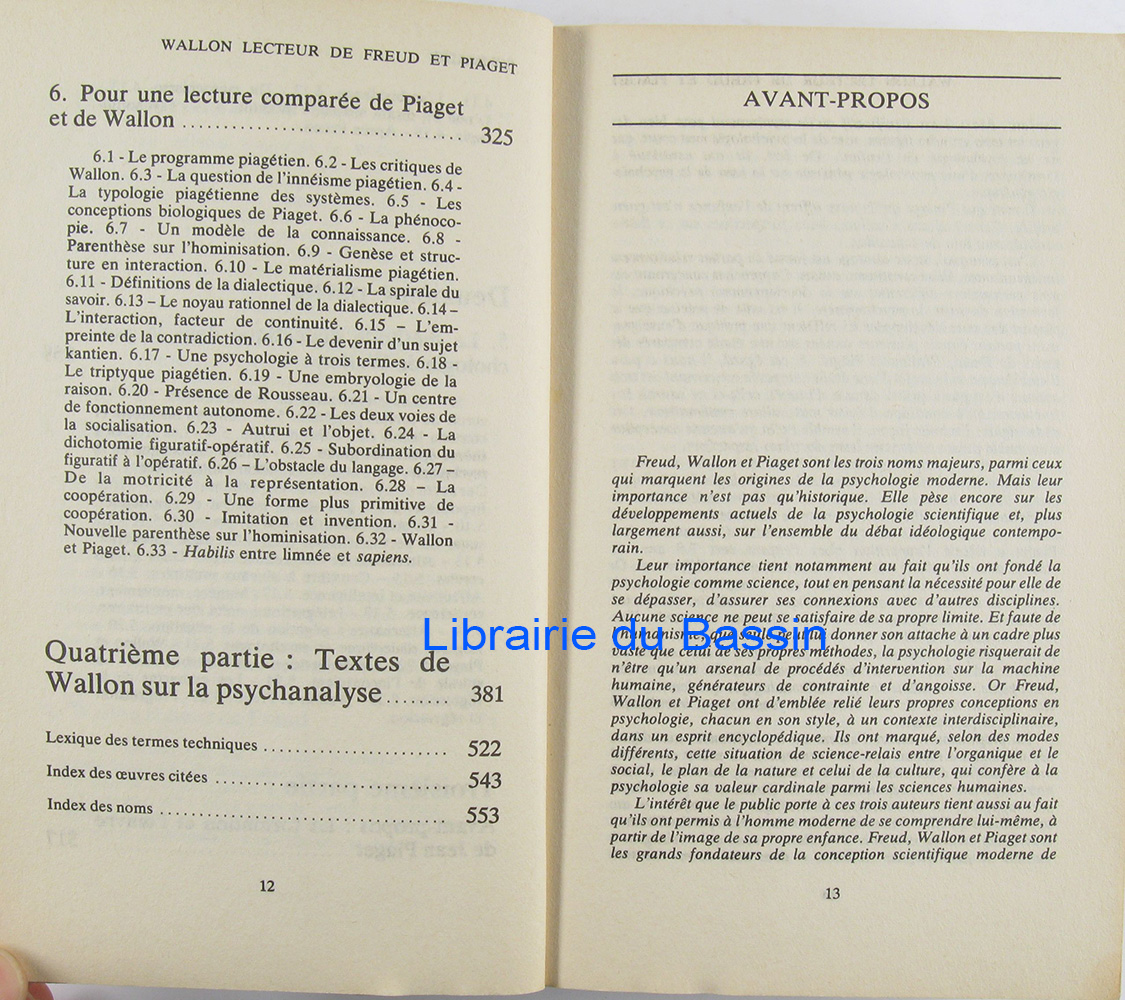 WALLON LECTEUR DE FREUD ET PIAGET
6. Pour une lecture comparée de Piaget
et de Wallon ................................. 325
6.1 - Le programme piagétien. 6.2 - Les critiques de
Wallon. 6.3 - La question de l'innéisme piagétien. 6.4 -
La typologie piagétienne des systèmes. 6.5 - Les
conceptions biologiques de Piaget. 6.6 - La phénoco-
pie. 6.7 - Un modèle de la connaissance. 6.8 -
Parenthèse sur l'hominisation. 6.9 - Genèse et struc-
ture en interaction. 6.10 - Le matérialisme piagétien.
6.11 - Définitions de la dialectique. 6.12 - La spirale du
savoir. 6.13 – Le noyau rationnel de la dialectique. 6.14 –
L'interaction, facteur de continuité. 6.15 – L'em-
preinte de la contradiction. 6.16 - Le devenir d'un sujet
kantien. 6.17 - Une psychologie à trois termes. 6.18 -
Le triptyque piagétien. 6.19 - Une embryologie de la
raison. 6.20 - Présence de Rousseau. 6.21 - Un centre
de fonctionnement autonome. 6.22 - Les deux voies de
la socialisation. 6.23 - Autrui et l'objet. 6.24 - La
dichotomie figuratif-opératif. 6.25 - Subordination du
figuratif à l'opératif. 6.26 – L'obstacle du langage. 6.27 –
De la motricité à la représentation. 6.28 – La
coopération. 6.29 - Une forme plus primitive de
coopération. 6.30 - Imitation et invention. 6.31 -
Nouvelle parenthèse sur l'hominisation. 6.32 - Wallon
et Piaget. 6.33 - Habilis entre limnée et sapiens.
Quatrième partie : Textes de
Wallon sur la psychanalyse ........ 381
Lexique des termes techniques ........................ 522
Index des œuvres citées .............................. 543
Index des noms ..................................... 553
12
AVANT-PROPOS
Freud, Wallon et Piaget sont les trois noms majeurs, parmi ceux
qui marquent les origines de la psychologie moderne. Mais leur
importance n'est pas qu'historique. Elle pèse encore sur les
développements actuels de la psychologie scientifique et, plus
largement aussi, sur l'ensemble du débat idéologique contempo-
rain.
Leur importance tient notamment au fait qu'ils ont fondé la
psychologie comme science, tout en pensant la nécessité pour elle de
se dépasser, d'assurer ses connexions avec d'autres disciplines.
Aucune science ne peut se satisfaire de sa propre limite. Et faute de
l'humanisme que seule peut lui donner son attache à un cadre plus
vaste que celui de ses propres méthodes, la psychologie risquerait de
n'être qu'un arsenal de procédés d'intervention sur la machine
humaine, générateurs de contrainte et d'angoisse. Or Freud,
Wallon et Piaget ont d'emblée relié leurs propres conceptions en
psychologie, chacun en son style, à un contexte interdisciplinaire,
dans un esprit encyclopédique. Ils ont marqué, selon des modes
différents, cette situation de science-relais entre l'organique et le
social, le plan de la nature et celui de la culture, qui confère à la
psychologie sa valeur cardinale parmi les sciences humaines.
L'intérêt que le public porte à ces trois auteurs tient aussi au fait
qu'ils ont permis à l'homme moderne de se comprendre lui-même, à
partir de l'image de sa propre enfance. Freud, Wallon et Piaget sont
les grands fondateurs de la conception scientifique moderne de
13
Librairie du Bassin